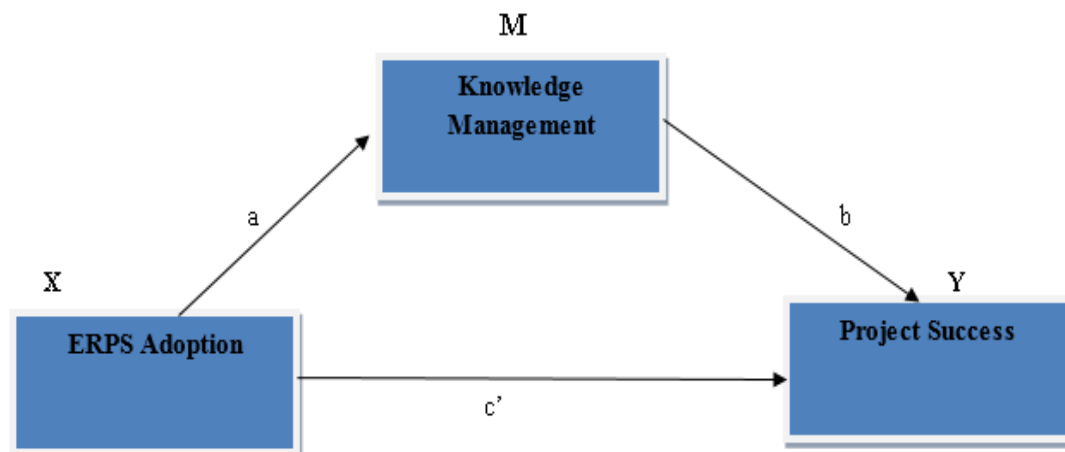 M
Knowledge
Management
a
b
X
Y
ERPS Adoption
Project Success
c’